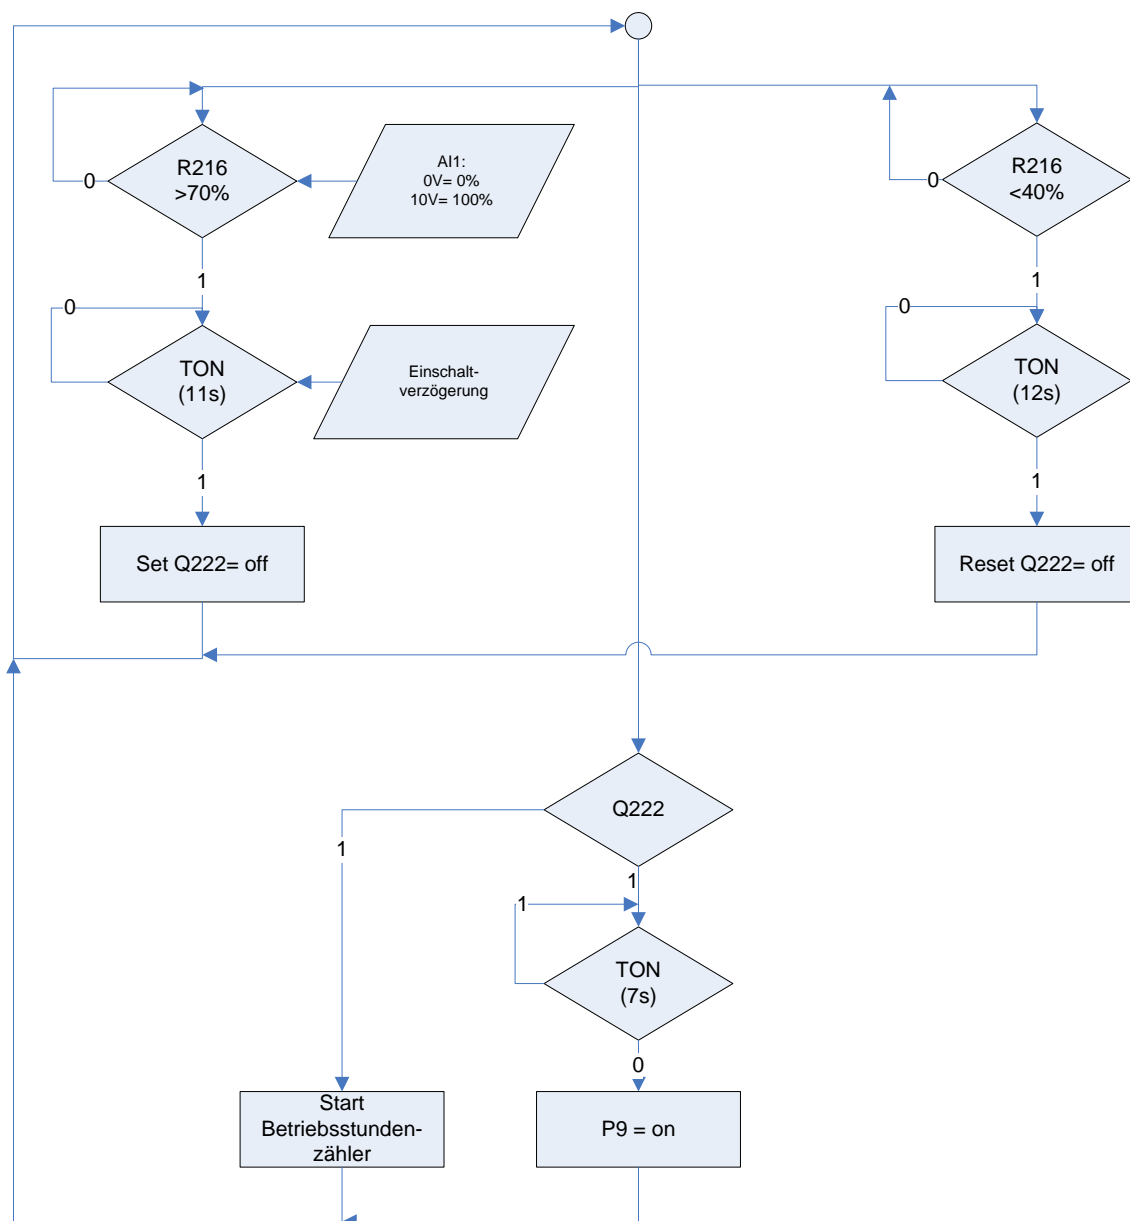 R216
>70%
0
AI1:
0V= 0%
10V= 100%
R216
<40%
0
1
1
0
TON
(11s)
Einschalt-
verzögerung
0
TON
(12s)
1
1
Set Q222= off
Reset Q222= off
Q222
1
1
1
TON
(7s)
0
Start
Betriebsstunden-
zähler
P9 = on